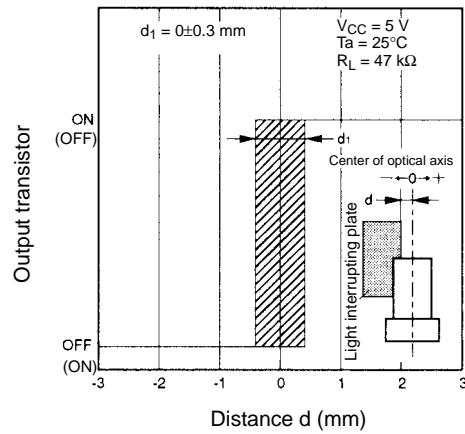 d1 = 0±0.3 mm
VCC = 5 V
Ta = 25°C
RL = 47 kΩ
Output transistor
ON
(OFF)
d1
Center of optical axis
− 0 +
d
Light interrupting plate
OFF
(ON)
-3 -2 -1 0 1 2 3
Distance d (mm)